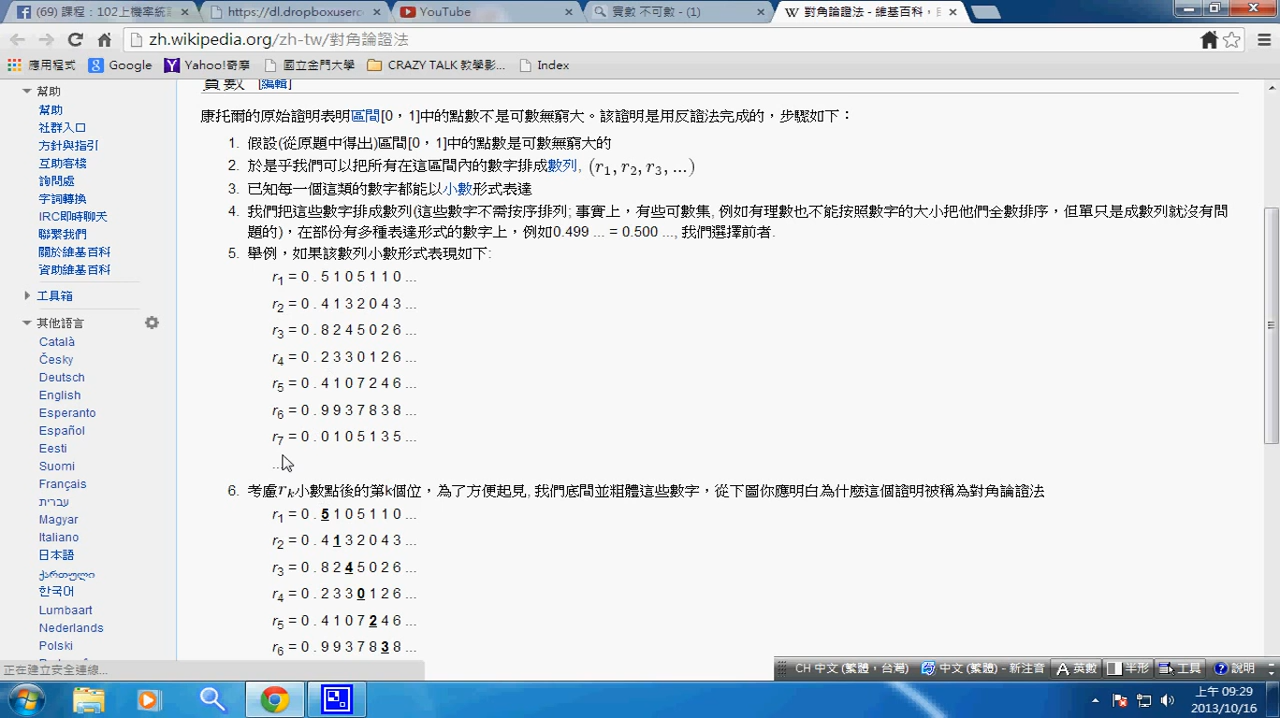 (69) 課程：102上機率統計
https://dl.dropboxuserco
YouTube
實數 不可數 - (1)
對角論證法 - 維基百科，自
zh.wikipedia.org/zh-tw/對角論證法
應用程式
Google
Yahoo!奇摩
國立金門大學
CRAZY TALK 教學影...
Index
幫助
幫助
社群入口
方針與指引
互助客棧
詢問處
字詞轉換
IRC即時聊天
聯繫我們
關於維基百科
資助維基百科
工具箱
其他語言
Català
Česky
Deutsch
English
Esperanto
Español
Eesti
Suomi
Français
עברית
Magyar
Italiano
日本語
ქართული
한국어
Lumbaart
Nederlands
Polski
正在建立安全連線...
實數 [編輯]
康托爾的原始證明表明區間[0，1]中的點數不是可數無窮大。該證明是用反證法完成的，步驟如下：
1. 假設(從原題中得出)區間[0，1]中的點數是可數無窮大的
2. 於是乎我們可以把所有在這區間內的數字排成數列, (r₁, r₂, r₃, ...)
3. 已知每一個這類的數字都能以小數形式表達
4. 我們把這些數字排成數列(這些數字不需按序排列; 事實上，有些可數集, 例如有理數也不能按照數字的大小把他們全數排序，但單只是成數列就沒有問
題的)，在部份有多種表達形式的數字上，例如0.499 ... = 0.500 ..., 我們選擇前者.
5. 舉例，如果該數列小數形式表現如下:
r₁ = 0 . 5 1 0 5 1 1 0 ...
r₂ = 0 . 4 1 3 2 0 4 3 ...
r₃ = 0 . 8 2 4 5 0 2 6 ...
r₄ = 0 . 2 3 3 0 1 2 6 ...
r₅ = 0 . 4 1 0 7 2 4 6 ...
r₆ = 0 . 9 9 3 7 8 3 8 ...
r₇ = 0 . 0 1 0 5 1 3 5 ...
...
6. 考慮rₖ小數點後的第k個位，為了方便起見, 我們底間並粗體這些數字，從下圖你應明白為什麼這個證明被稱為對角論證法
r₁ = 0 . 5 1 0 5 1 1 0 ...
r₂ = 0 . 4 1 3 2 0 4 3 ...
r₃ = 0 . 8 2 4 5 0 2 6 ...
r₄ = 0 . 2 3 3 0 1 2 6 ...
r₅ = 0 . 4 1 0 7 2 4 6 ...
r₆ = 0 . 9 9 3 7 8 3 8 ...
CH 中文 (繁體，台灣) 中文 (繁體) - 新注音 A 英數 半形 工具 說明
上午 09:29
2013/10/16